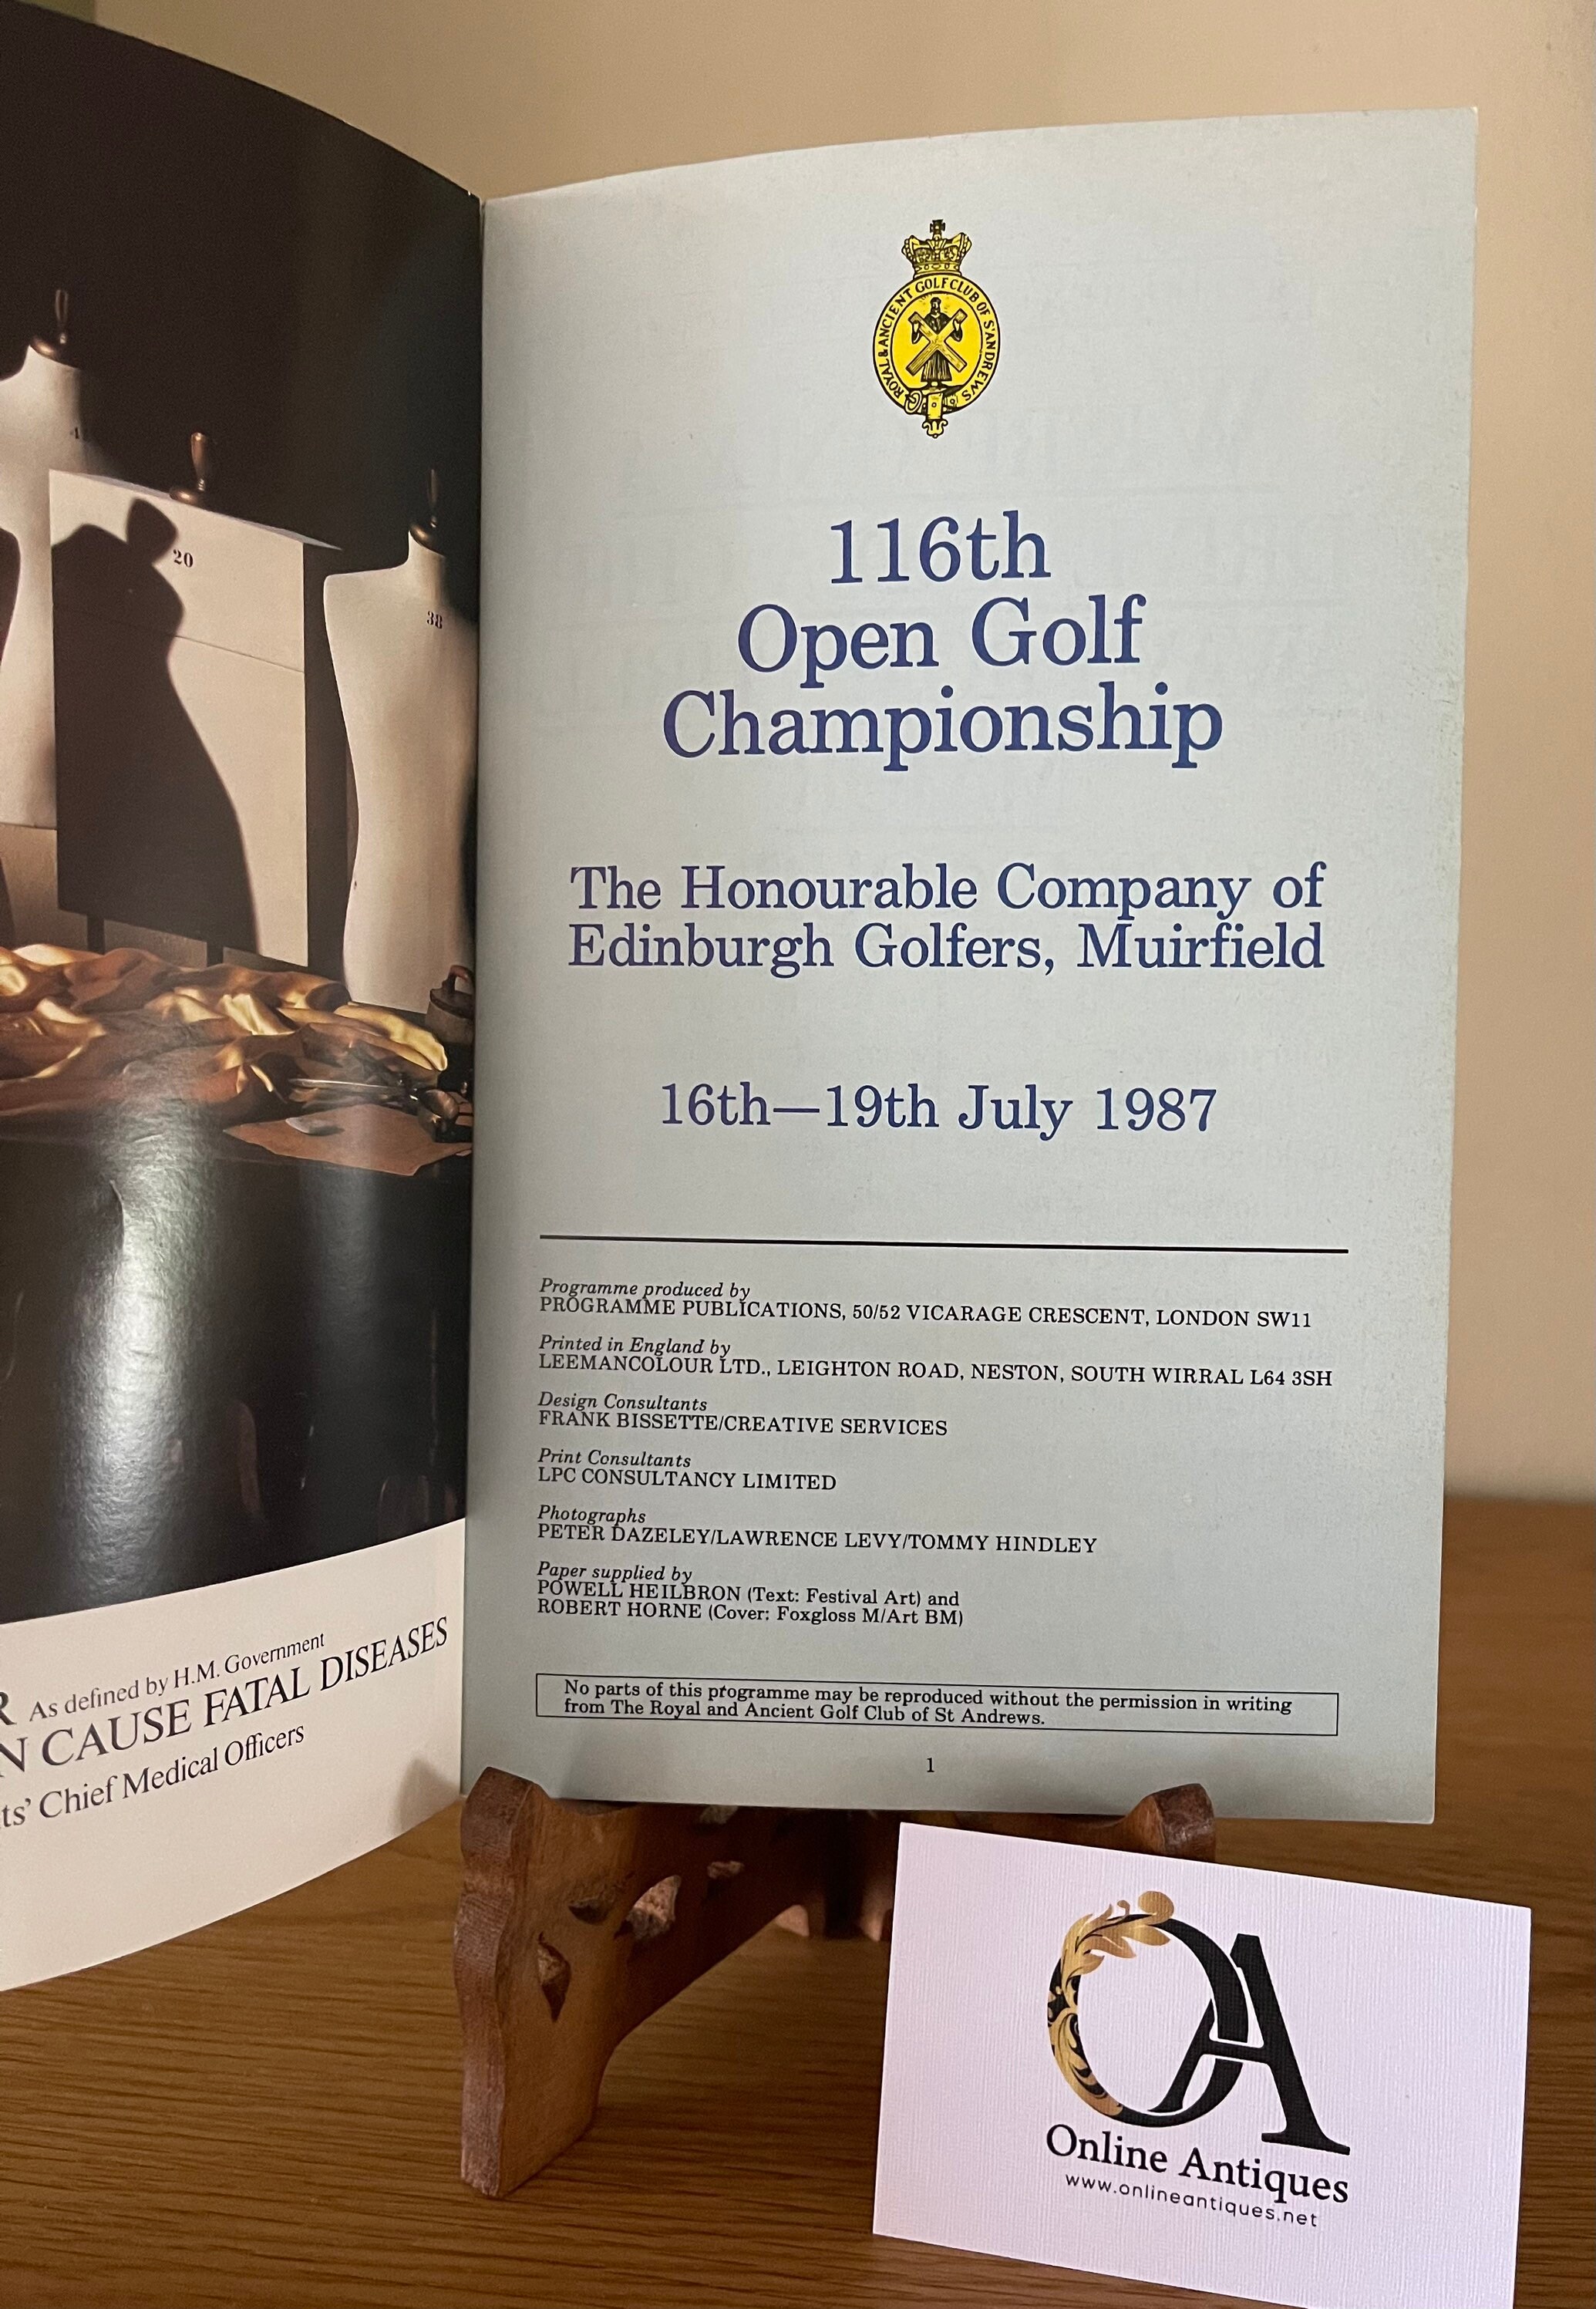 20
38
As defined by H.M. Government
CAUSE FATAL DISEASES
Chief Medical Officers
ROYAL & ANCIENT GOLF CLUB OF ST ANDREWS
116th
Open Golf
Championship
The Honourable Company of
Edinburgh Golfers, Muirfield
16th—19th July 1987
Programme produced by
PROGRAMME PUBLICATIONS, 50/52 VICARAGE CRESCENT, LONDON SW11
Printed in England by
LEEMANCOLOUR LTD., LEIGHTON ROAD, NESTON, SOUTH WIRRAL L64 3SH
Design Consultants
FRANK BISSETTE/CREATIVE SERVICES
Print Consultants
LPC CONSULTANCY LIMITED
Photographs
PETER DAZELEY/LAWRENCE LEVY/TOMMY HINDLEY
Paper supplied by
POWELL HEILBRON (Text: Festival Art) and
ROBERT HORNE (Cover: Foxgloss M/Art BM)
No parts of this programme may be reproduced without the permission in writing
from The Royal and Ancient Golf Club of St Andrews.
1
OA
Online Antiques
www.onlineantiques.net